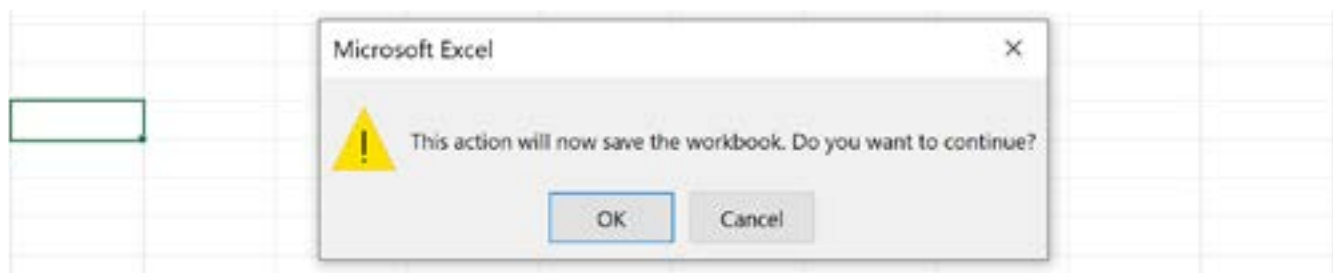 Microsoft Excel
This action will now save the workbook. Do you want to continue?
OK Cancel